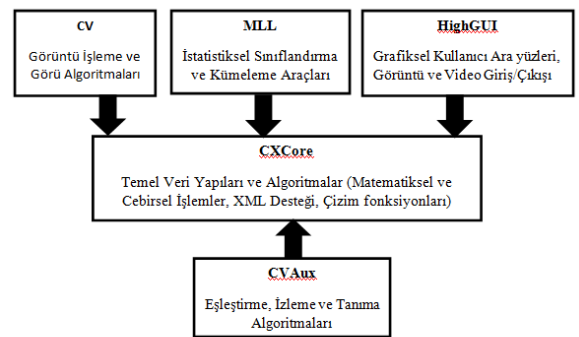 CV
Görüntü İşleme ve
Görü Algoritmaları
MLL
İstatistiksel Sınıflandırma
ve Kümeleme Araçları
HighGUI
Grafiksel Kullanıcı Ara yüzleri,
Görüntü ve Video Giriş/Çıkışı
CXCore
Temel Veri Yapıları ve Algoritmalar (Matematiksel ve
Cebirsel İşlemler, XML Desteği, Çizim fonksiyonları)
CVAux
Eşleştirme, İzleme ve Tanıma
Algoritmaları